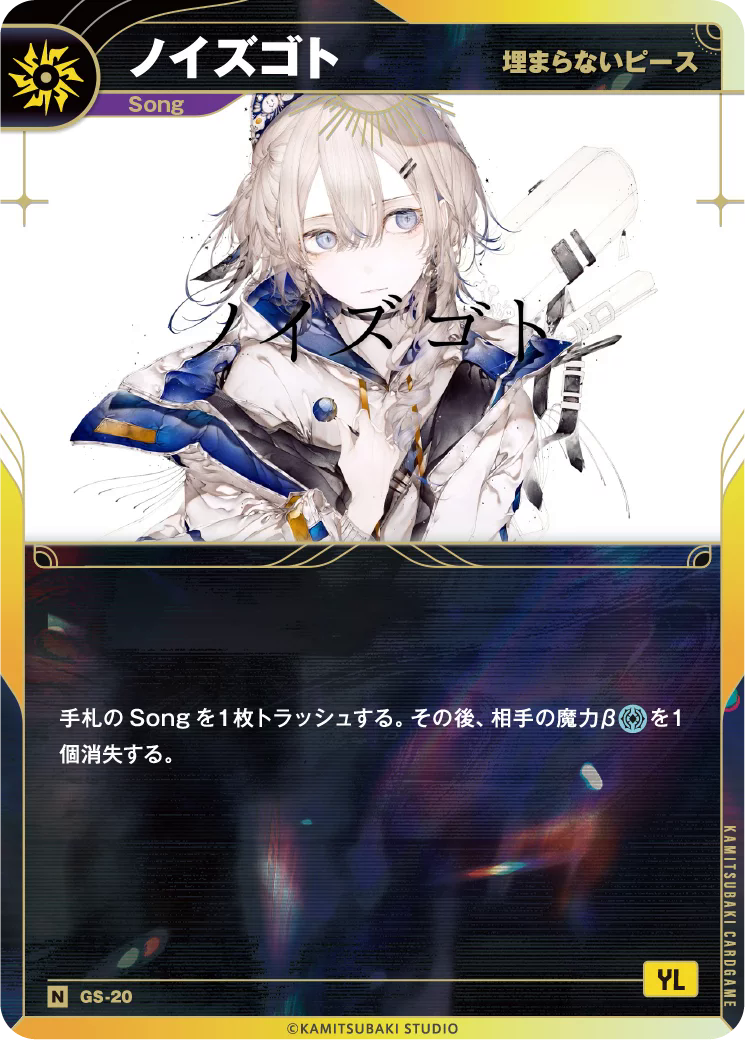 ノイズゴト
埋まらないピース
Song
ノイズゴト
手札のSongを1枚トラッシュする。その後、相手の魔力βを1
個消失する。
KAMITSUBAKI CARDGAME
YL
N GS-20
©KAMITSUBAKI STUDIO